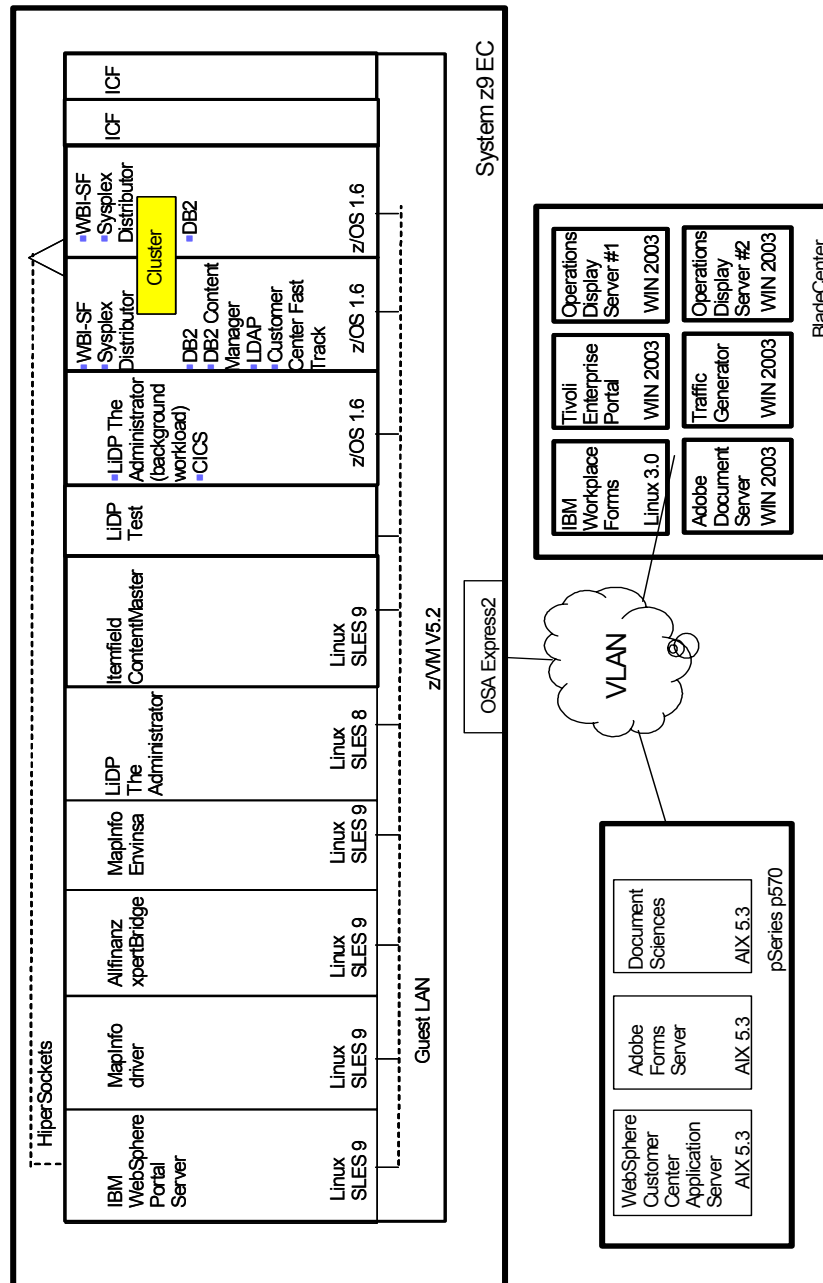 HiperSockets
IBM
WebSphere
Portal
Server
Linux
SLES 9
MapInfo
driver
Linux
SLES 9
Allfinanz
xpertBridge
Linux
SLES 9
MapInfo
Envinsa
Linux
SLES 9
LiDP
The
Administrator
Linux
SLES 8
Itemfield
ContentMaster
Linux
SLES 9
LiDP
Test
LiDP The
Administrator
(background
workload)
CICS
z/OS 1.6
WBI-SF
Sysplex
Distributor
DB2
DB2 Content
Manager
LDAP
Customer
Center Fast
Track
z/OS 1.6
Cluster
WBI-SF
Sysplex
Distributor
DB2
z/OS 1.6
ICF
ICF
Guest LAN
z/VM V5.2
System z9 EC
OSA Express2
VLAN
WebSphere
Customer
Center
Application
Server
AIX 5.3
Adobe
Forms
Server
AIX 5.3
Document
Sciences
AIX 5.3
pSeries p570
IBM
Workplace
Forms
Linux 3.0
Tivoli
Enterprise
Portal
WIN 2003
Operations
Display
Server #1
WIN 2003
Adobe
Document
Server
WIN 2003
Traffic
Generator
WIN 2003
Operations
Display
Server #2
WIN 2003
BladeCenter